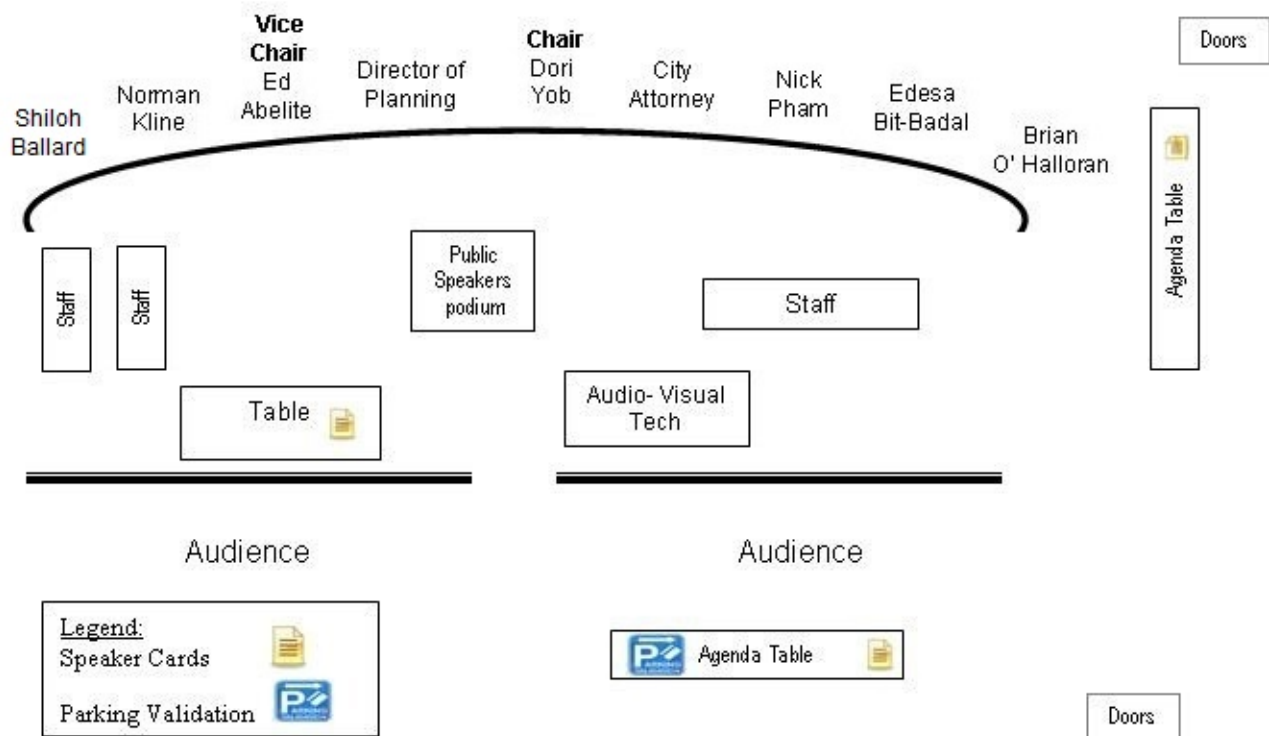 Vice
Chair
Ed
Abelite
Chair
Dori
Yob
Doors
Director of
Planning
City
Attorney
Nick
Pham
Norman
Kline
Edesa
Bit-Badal
Shiloh
Ballard
Brian
O' Halloran
Agenda Table
Public
Speakers
podium
Staff
Staff
Staff
Audio- Visual
Tech
Table
Audience
Audience
Legend:
Speaker Cards
Parking Validation
P
Agenda Table
Doors